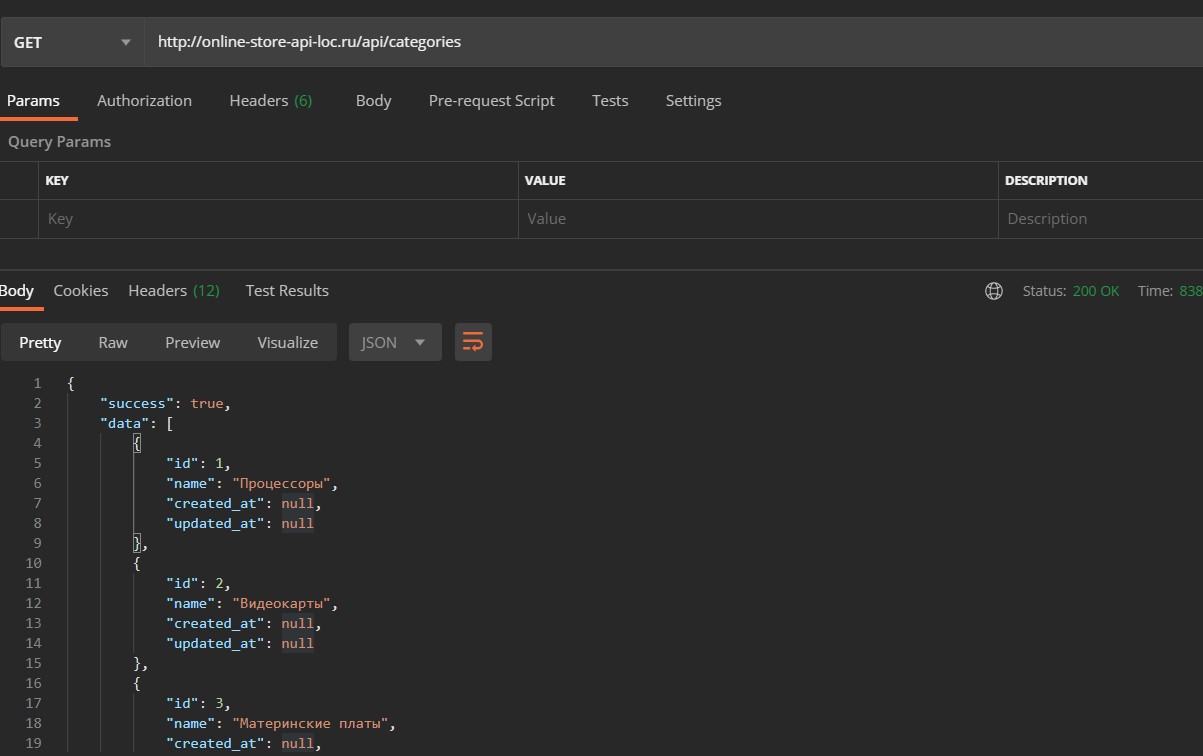 GET http://online-store-api-loc.ru/api/categories
Params Authorization Headers (6) Body Pre-request Script Tests Settings
Query Params
KEY VALUE DESCRIPTION
Key Value Description
Body Cookies Headers (12) Test Results Status: 200 OK Time: 838
Pretty Raw Preview Visualize JSON
1 {
2 "success": true,
3 "data": [
4 {
5 "id": 1,
6 "name": "Процессоры",
7 "created_at": null,
8 "updated_at": null
9 },
10 {
11 "id": 2,
12 "name": "Видеокарты",
13 "created_at": null,
14 "updated_at": null
15 },
16 {
17 "id": 3,
18 "name": "Материнские платы",
19 "created_at": null,